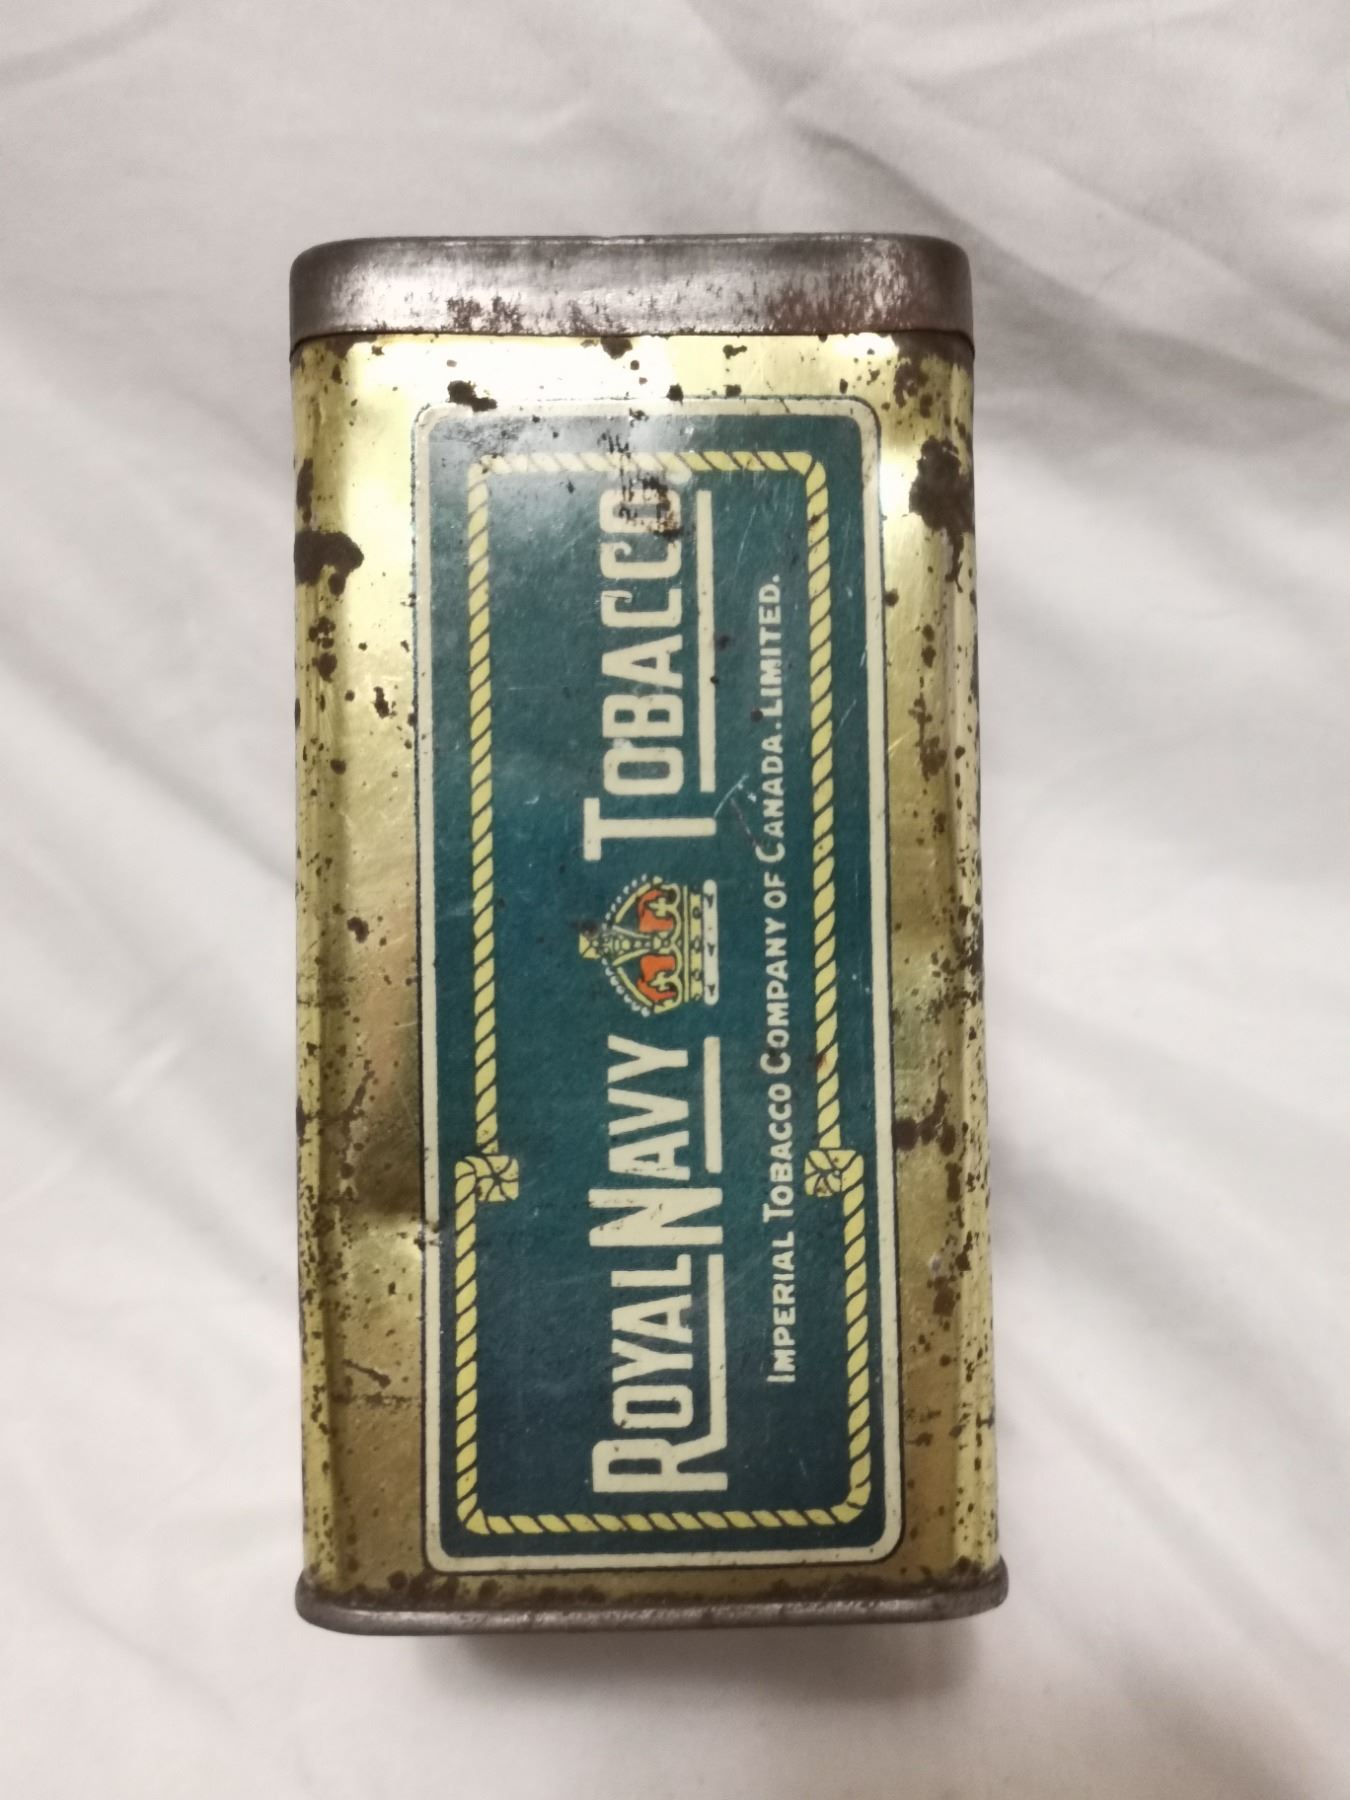 ROYAL NAVY TOBACCO
IMPERIAL TOBACCO COMPANY OF CANADA. LIMITED.